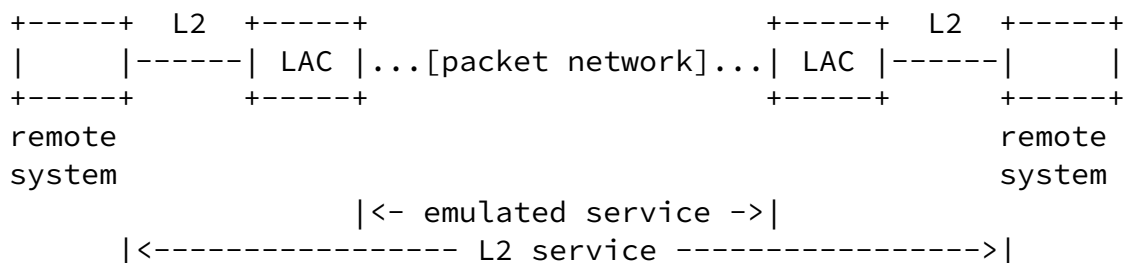 +-----+  L2  +-----+                        +-----+  L2  +-----+
|     |------| LAC |...[packet network]...| LAC |------|     |
+-----+      +-----+                        +-----+      +-----+
remote                                                   remote
system                                                   system
                   |<- emulated service ->|
      |<----------------- L2 service ----------------->|